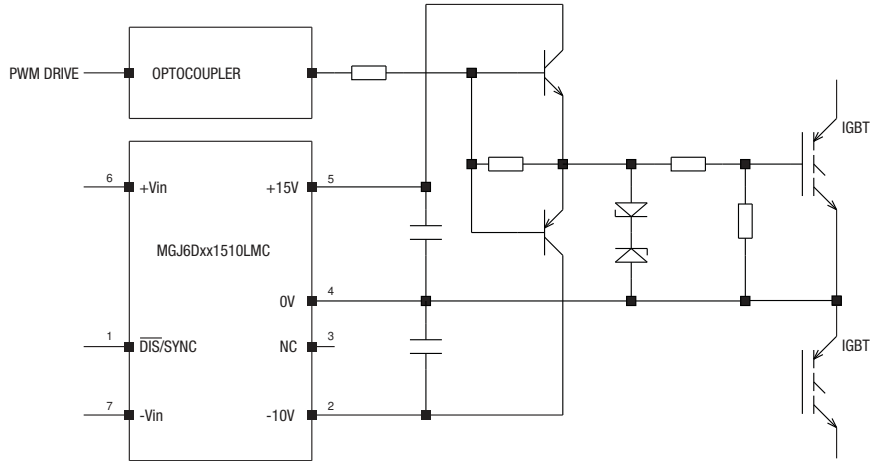 PWM DRIVE
OPTOCOUPLER
IGBT
6
+Vin
+15V
5
MGJ6Dxx1510LMC
0V
4
1
DIS/SYNC
NC
3
IGBT
7
-Vin
-10V
2